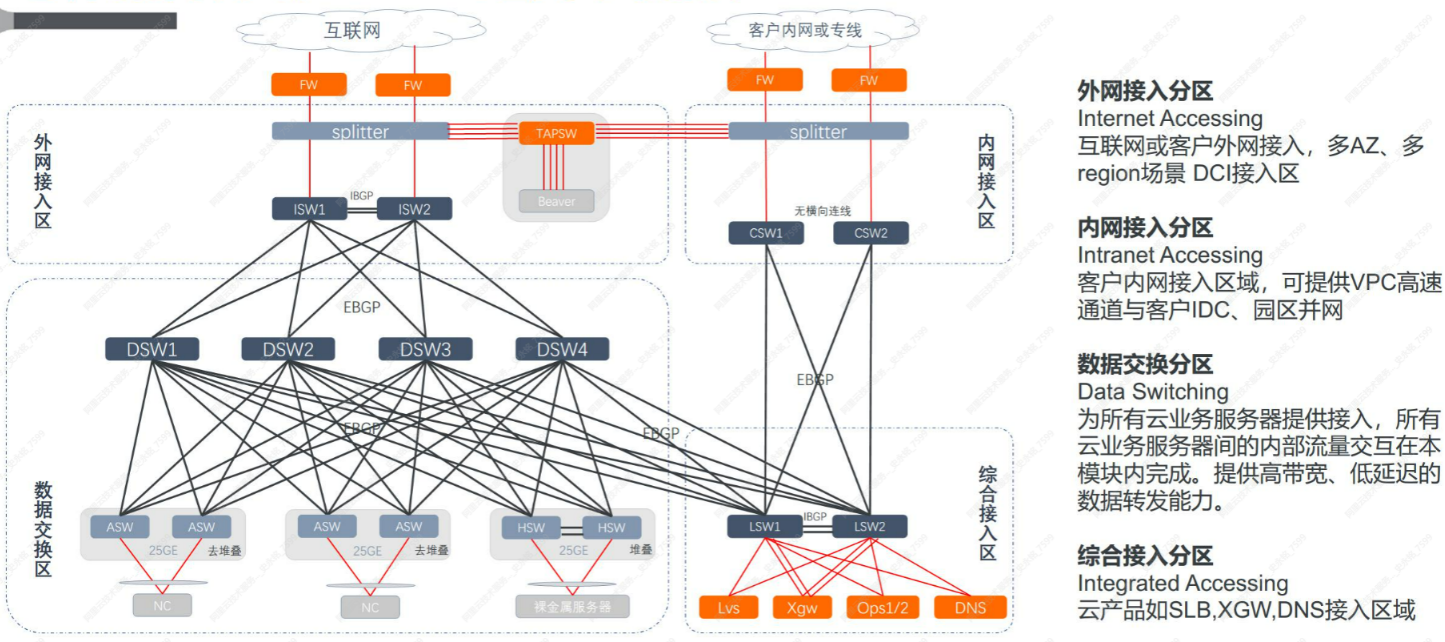 互联网
客户内网或专线
FW
FW
FW
FW
外网接入区
splitter
TAPSW
splitter
内网接入区
Beaver
IBGP
ISW1
ISW2
无横向连线
CSW1
CSW2
EBGP
DSW1
DSW2
DSW3
DSW4
EBGP
EBGP
EBGP
数据交换区
综合接入区
ASW
ASW
ASW
ASW
HSW
HSW
LSW1
IBGP
LSW2
25GE
去堆叠
25GE
去堆叠
25GE
堆叠
NC
NC
裸金属服务器
Lvs
Xgw
Ops1/2
DNS
外网接入分区
Internet Accessing
互联网或客户外网接入，多AZ、多
region场景 DCI接入区
内网接入分区
Intranet Accessing
客户内网接入区域，可提供VPC高速
通道与客户IDC、园区并网
数据交换分区
Data Switching
为所有云业务服务器提供接入，所有
云业务服务器间的内部流量交互在本
模块内完成。提供高带宽、低延迟的
数据转发能力。
综合接入分区
Integrated Accessing
云产品如SLB,XGW,DNS接入区域